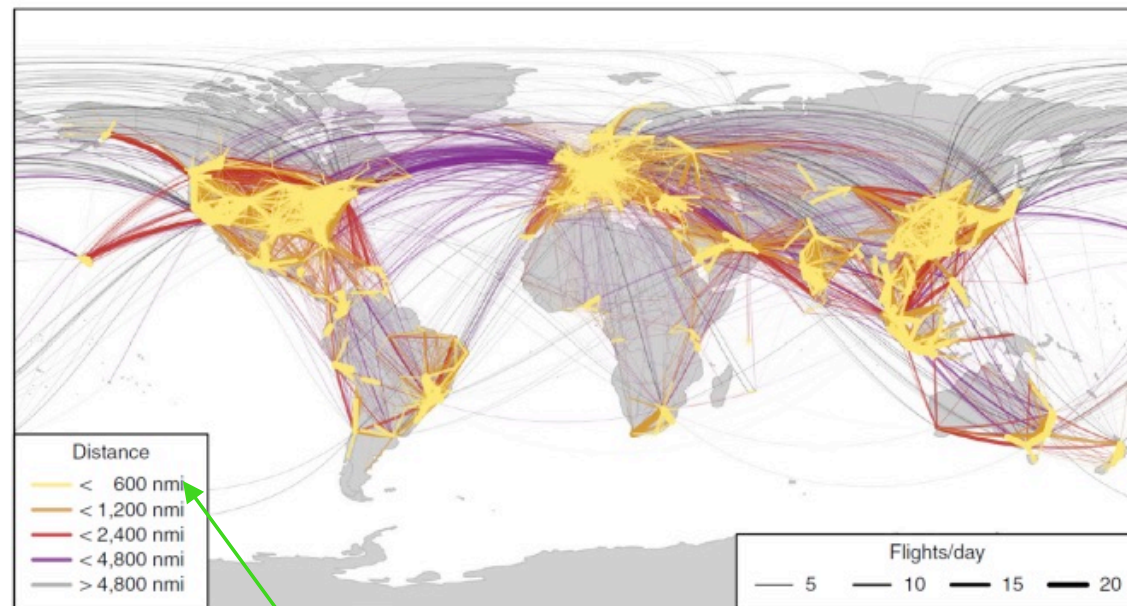 Distance
< 600 nmi
< 1,200 nmi
< 2,400 nmi
< 4,800 nmi
> 4,800 nmi
Flights/day
5 10 15 20